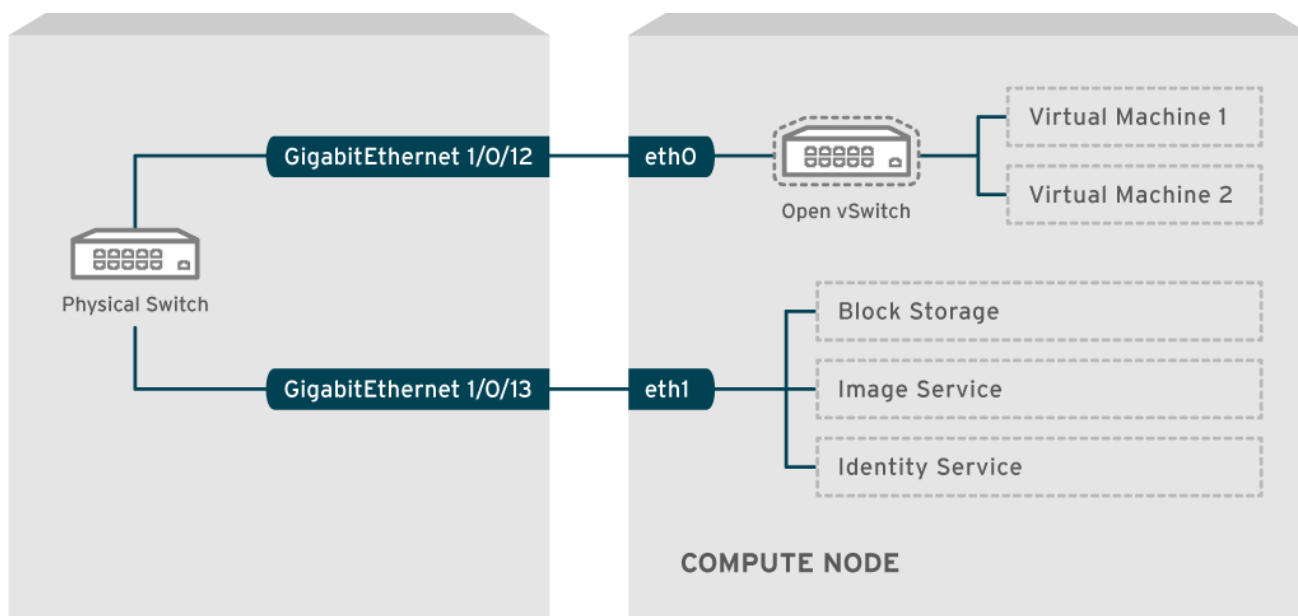 GigabitEthernet 1/0/12
eth0
Virtual Machine 1
Virtual Machine 2
Open vSwitch
Physical Switch
Block Storage
GigabitEthernet 1/0/13
eth1
Image Service
Identity Service
COMPUTE NODE